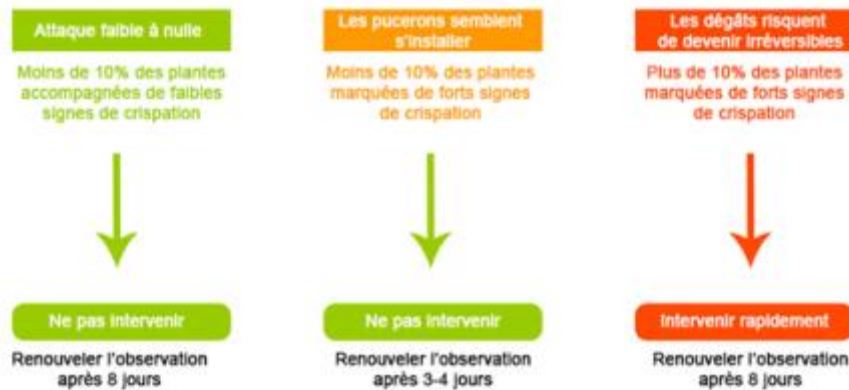 Attaque faible à nulle
Moins de 10% des plantes
accompagnées de faibles
signes de crispation
Ne pas intervenir
Renouveler l'observation
après 8 jours
Les pucerons semblent
s'installer
Moins de 10% des plantes
marquées de forts signes
de crispation
Ne pas intervenir
Renouveler l'observation
après 3-4 jours
Les dégâts risquent
de devenir irréversibles
Plus de 10% des plantes
marquées de forts signes
de crispation
Intervenir rapidement
Renouveler l'observation
après 8 jours